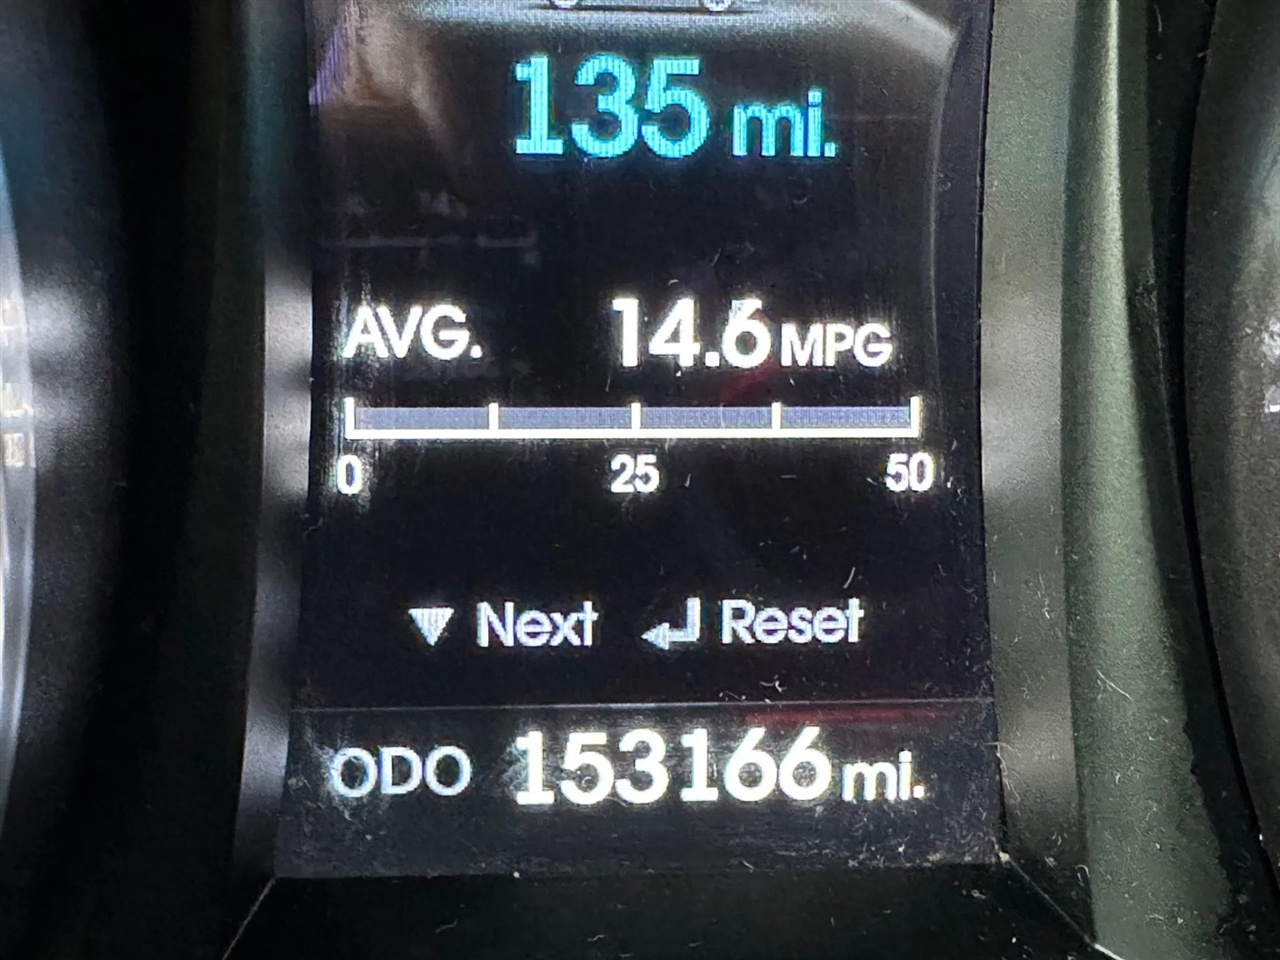 135 mi.
AVG. 14.6 MPG
0 25 50
Next Reset
ODO 153166 mi.